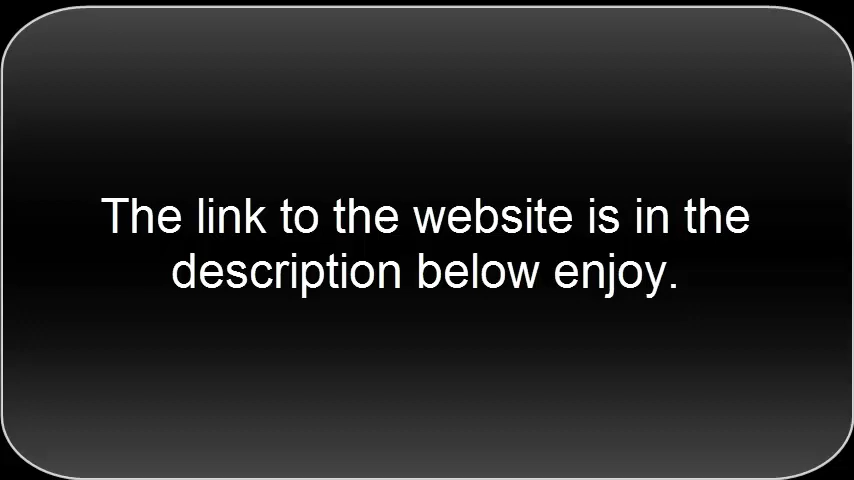 The link to the website is in the
description below enjoy.